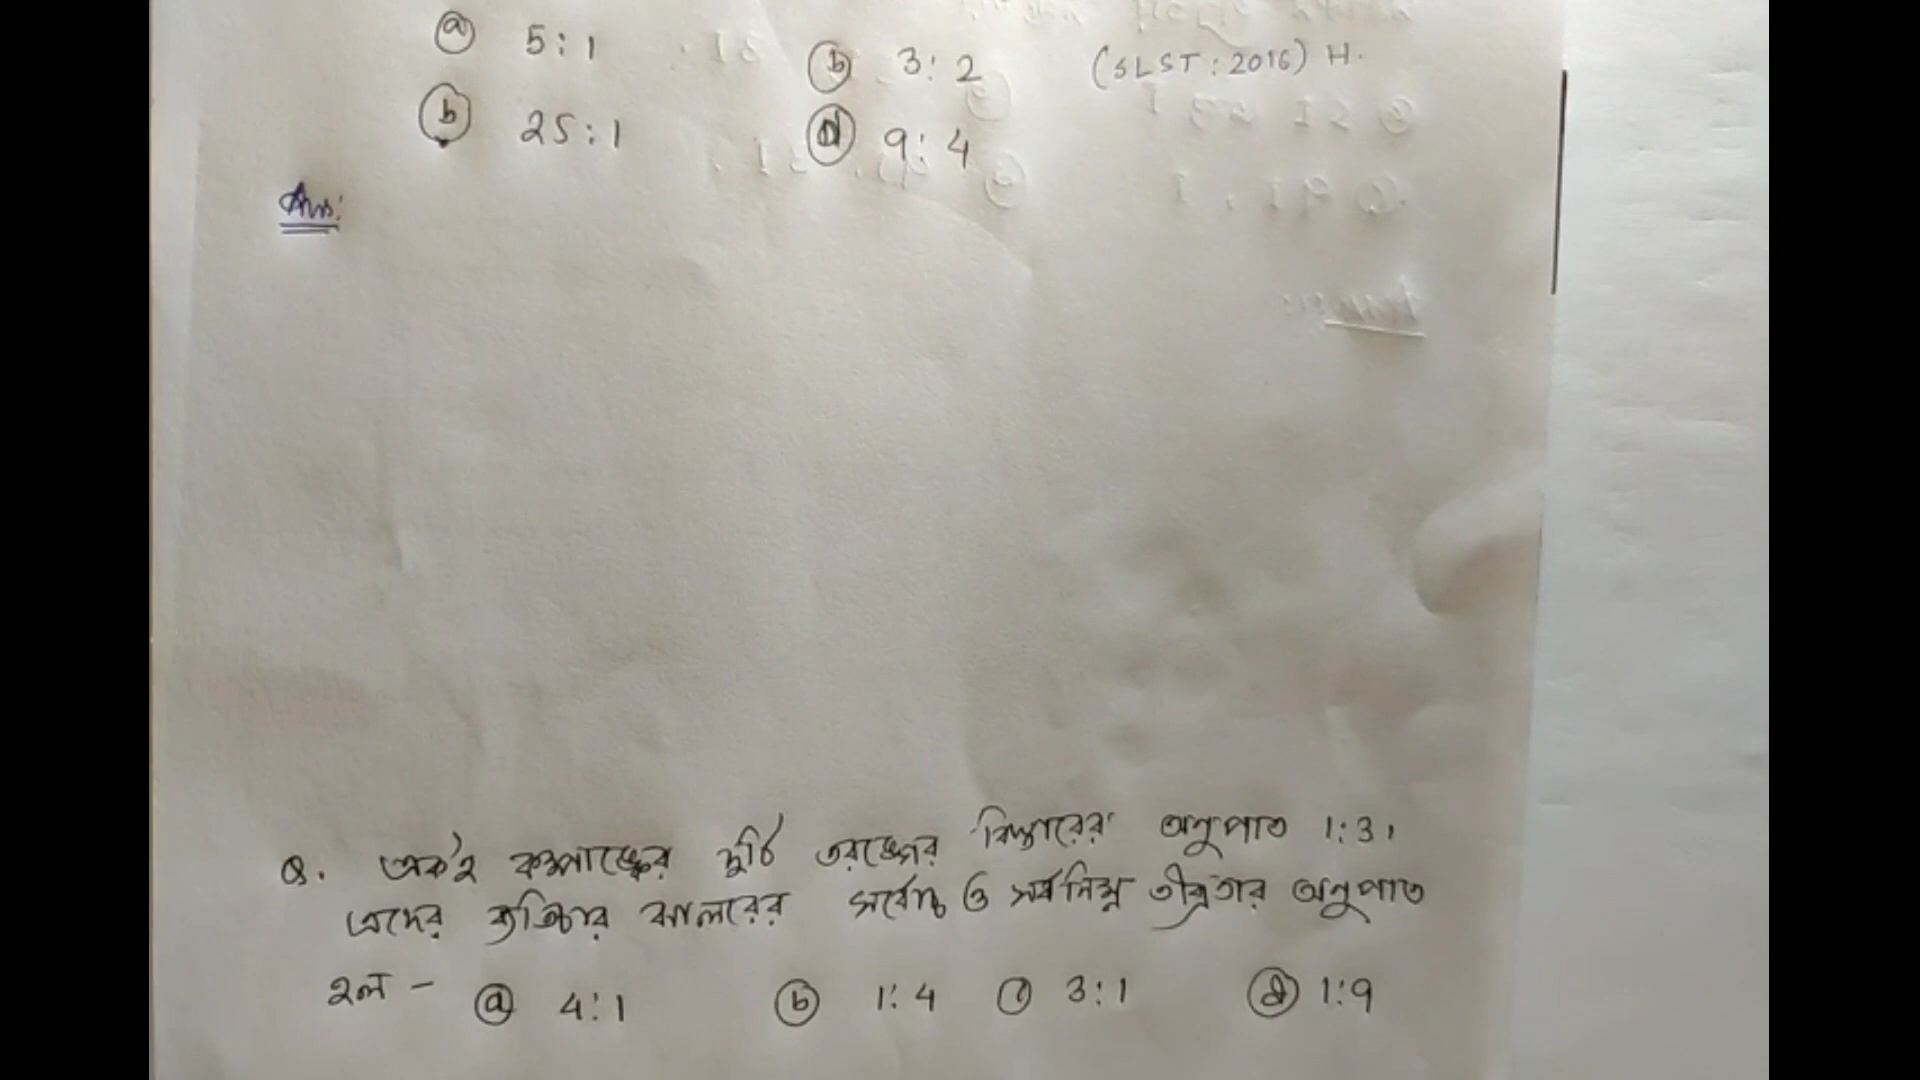 ⓐ 5:1 ⓑ 3:2 (SLST: 2016) H.
ⓑ 25:1 ⓓ 9:4
Ans:
Q. একই কম্পাঙ্কের দুটি তরঙ্গের বিস্তারের অনুপাত 1:3।
এদের ব্যতিচার ঝালরের সর্বোচ্চ ও সর্বনিম্ন তীব্রতার অনুপাত
হল - ⓐ 4:1 ⓑ 1:4 ⓒ 3:1 ⓓ 1:9